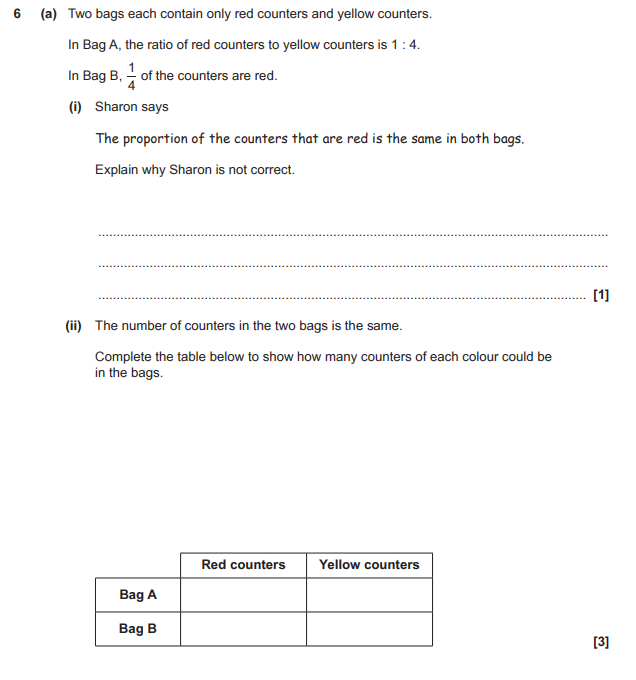 6 (a) Two bags each contain only red counters and yellow counters.
In Bag A, the ratio of red counters to yellow counters is 1 : 4.
In Bag B, 1/4 of the counters are red.
(i) Sharon says
The proportion of the counters that are red is the same in both bags.
Explain why Sharon is not correct.
[1]
(ii) The number of counters in the two bags is the same.
Complete the table below to show how many counters of each colour could be
in the bags.
Red counters Yellow counters
Bag A
Bag B
[3]